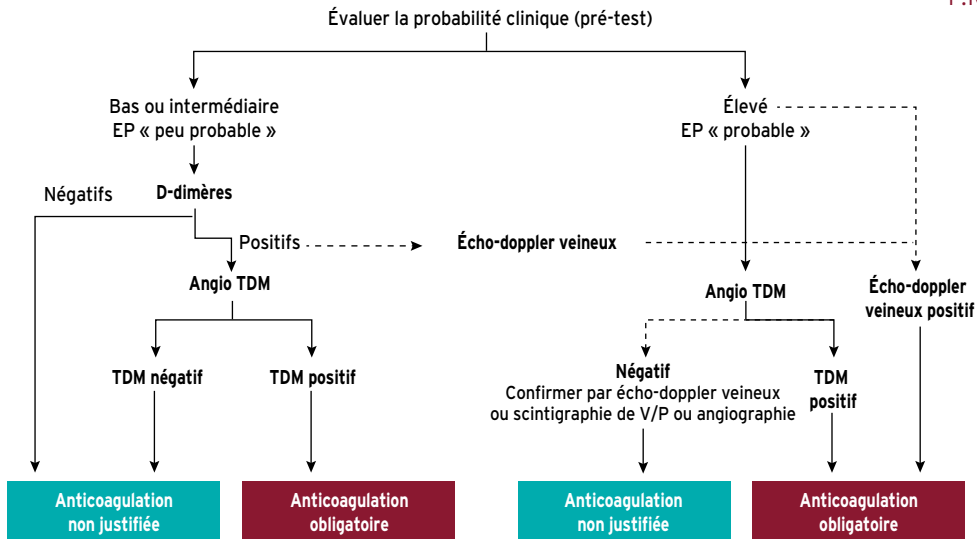 Évaluer la probabilité clinique (pré-test)
Bas ou intermédiaire
EP « peu probable »
Élevé
EP « probable »
Négatifs
D-dimères
Positifs
Écho-doppler veineux
Angio TDM
Angio TDM
Écho-doppler
veineux positif
TDM négatif
TDM positif
Négatif
Confirmer par écho-doppler veineux
ou scintigraphie de V/P ou angiographie
TDM
positif
Anticoagulation
non justifiée
Anticoagulation
obligatoire
Anticoagulation
non justifiée
Anticoagulation
obligatoire